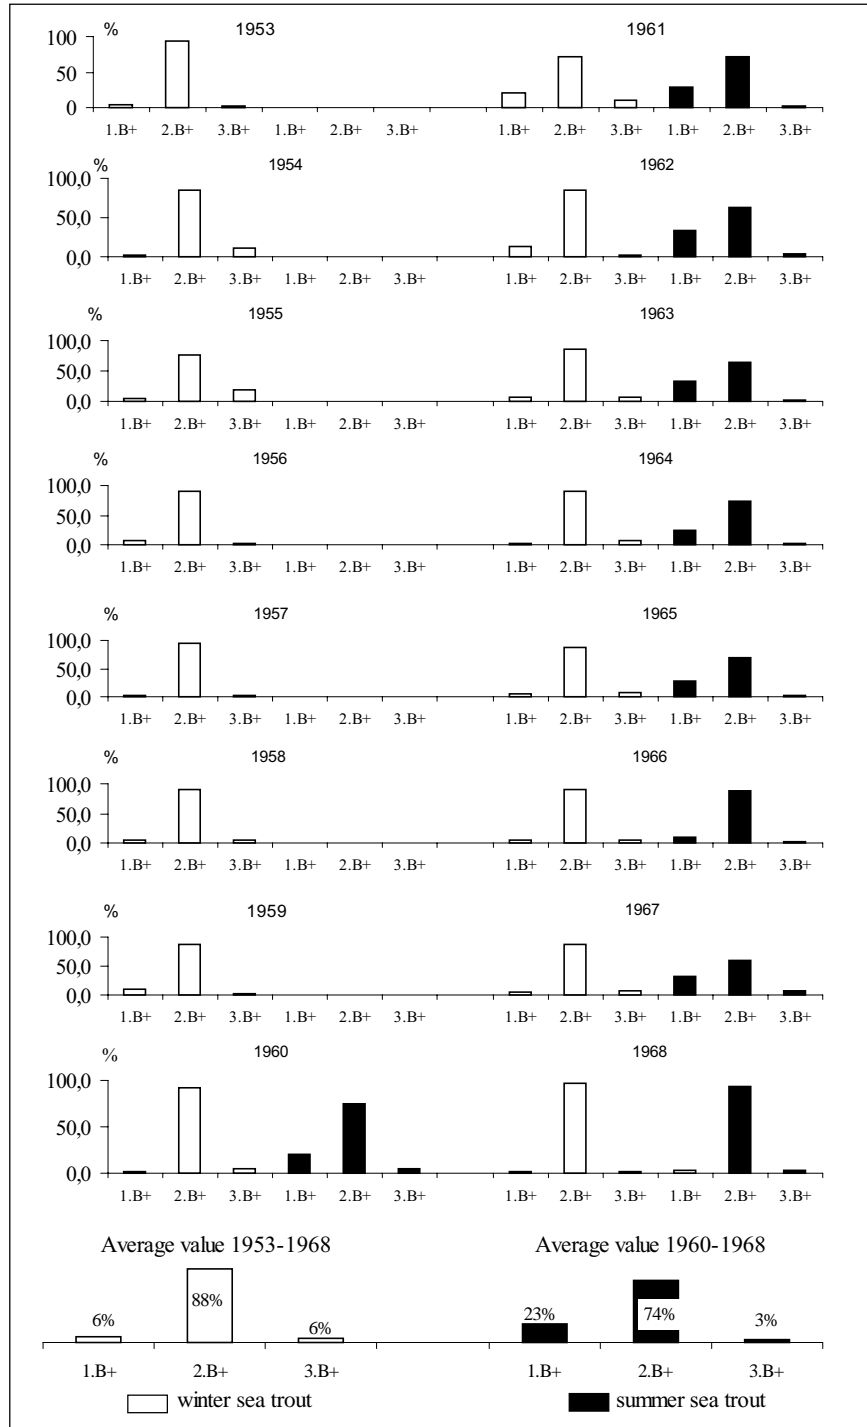 % 1953 1961
100
50
0
1.B+ 2.B+ 3.B+ 1.B+ 2.B+ 3.B+ 1.B+ 2.B+ 3.B+ 1.B+ 2.B+ 3.B+
% 1954 1962
100,0
50,0
0,0
1.B+ 2.B+ 3.B+ 1.B+ 2.B+ 3.B+ 1.B+ 2.B+ 3.B+ 1.B+ 2.B+ 3.B+
% 1955 1963
100,0
50,0
0,0
1.B+ 2.B+ 3.B+ 1.B+ 2.B+ 3.B+ 1.B+ 2.B+ 3.B+ 1.B+ 2.B+ 3.B+
% 1956 1964
100,0
50,0
0,0
1.B+ 2.B+ 3.B+ 1.B+ 2.B+ 3.B+ 1.B+ 2.B+ 3.B+ 1.B+ 2.B+ 3.B+
% 1957 1965
100,0
50,0
0,0
1.B+ 2.B+ 3.B+ 1.B+ 2.B+ 3.B+ 1.B+ 2.B+ 3.B+ 1.B+ 2.B+ 3.B+
% 1958 1966
100,0
50,0
0,0
1.B+ 2.B+ 3.B+ 1.B+ 2.B+ 3.B+ 1.B+ 2.B+ 3.B+ 1.B+ 2.B+ 3.B+
% 1959 1967
100,0
50,0
0,0
1.B+ 2.B+ 3.B+ 1.B+ 2.B+ 3.B+ 1.B+ 2.B+ 3.B+ 1.B+ 2.B+ 3.B+
% 1960 1968
100,0
50,0
0,0
1.B+ 2.B+ 3.B+ 1.B+ 2.B+ 3.B+ 1.B+ 2.B+ 3.B+ 1.B+ 2.B+ 3.B+
Average value 1953-1968 Average value 1960-1968
6% 88% 6% 23% 74% 3%
1.B+ 2.B+ 3.B+ 1.B+ 2.B+ 3.B+
winter sea trout summer sea trout